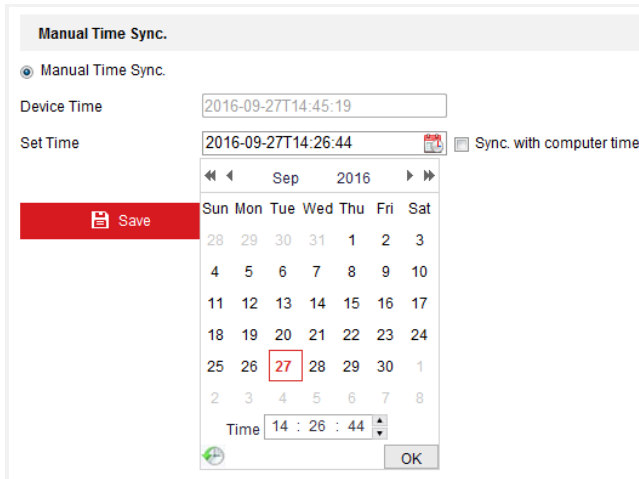 Manual Time Sync.
Manual Time Sync.
Device Time 2016-09-27T14:45:19
Set Time 2016-09-27T14:26:44 Sync. with computer time
Sep 2016
Sun Mon Tue Wed Thu Fri Sat
28 29 30 31 1 2 3
4 5 6 7 8 9 10
11 12 13 14 15 16 17
18 19 20 21 22 23 24
25 26 27 28 29 30 1
2 3 4 5 6 7 8
Time 14 : 26 : 44
OK
Save